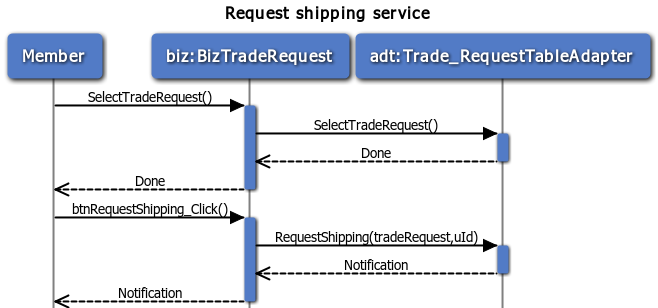 Request shipping service
Member
biz:BizTradeRequest
adt:Trade_RequestTableAdapter
SelectTradeRequest()
SelectTradeRequest()
Done
Done
btnRequestShipping_Click()
RequestShipping(tradeRequest,uId)
Notification
Notification